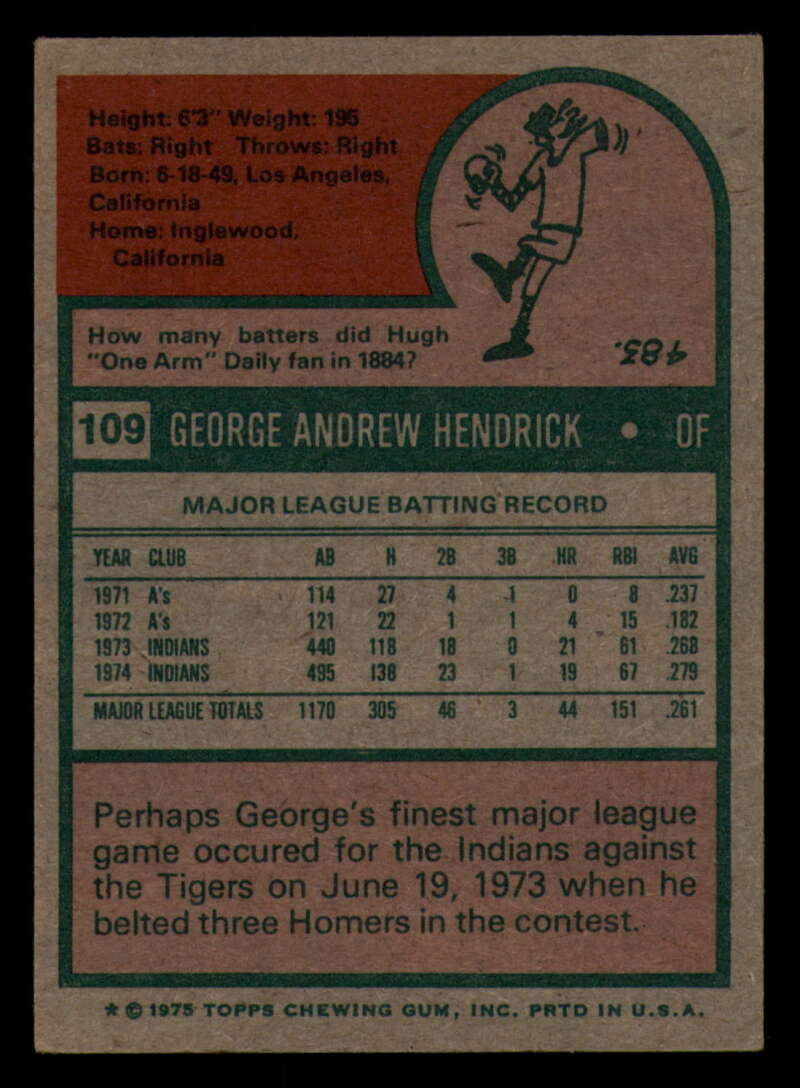 Height: 6'3" Weight: 195
Bats: Right Throws: Right
Born: 6-18-49, Los Angeles,
California
Home: Inglewood,
California
How many batters did Hugh
"One Arm" Daily fan in 1884?
483.
109 GEORGE ANDREW HENDRICK • OF
MAJOR LEAGUE BATTING RECORD
YEAR CLUB AB H 2B 3B HR RBI AVG
1971 A's 114 27 4 1 0 8 .237
1972 A's 121 22 1 1 4 15 .182
1973 INDIANS 440 118 18 0 21 61 .268
1974 INDIANS 495 138 23 1 19 67 .279
MAJOR LEAGUE TOTALS 1170 305 46 3 44 151 .261
Perhaps George's finest major league
game occured for the Indians against
the Tigers on June 19, 1973 when he
belted three Homers in the contest.
* © 1975 TOPPS CHEWING GUM, INC. PRTD IN U.S.A.